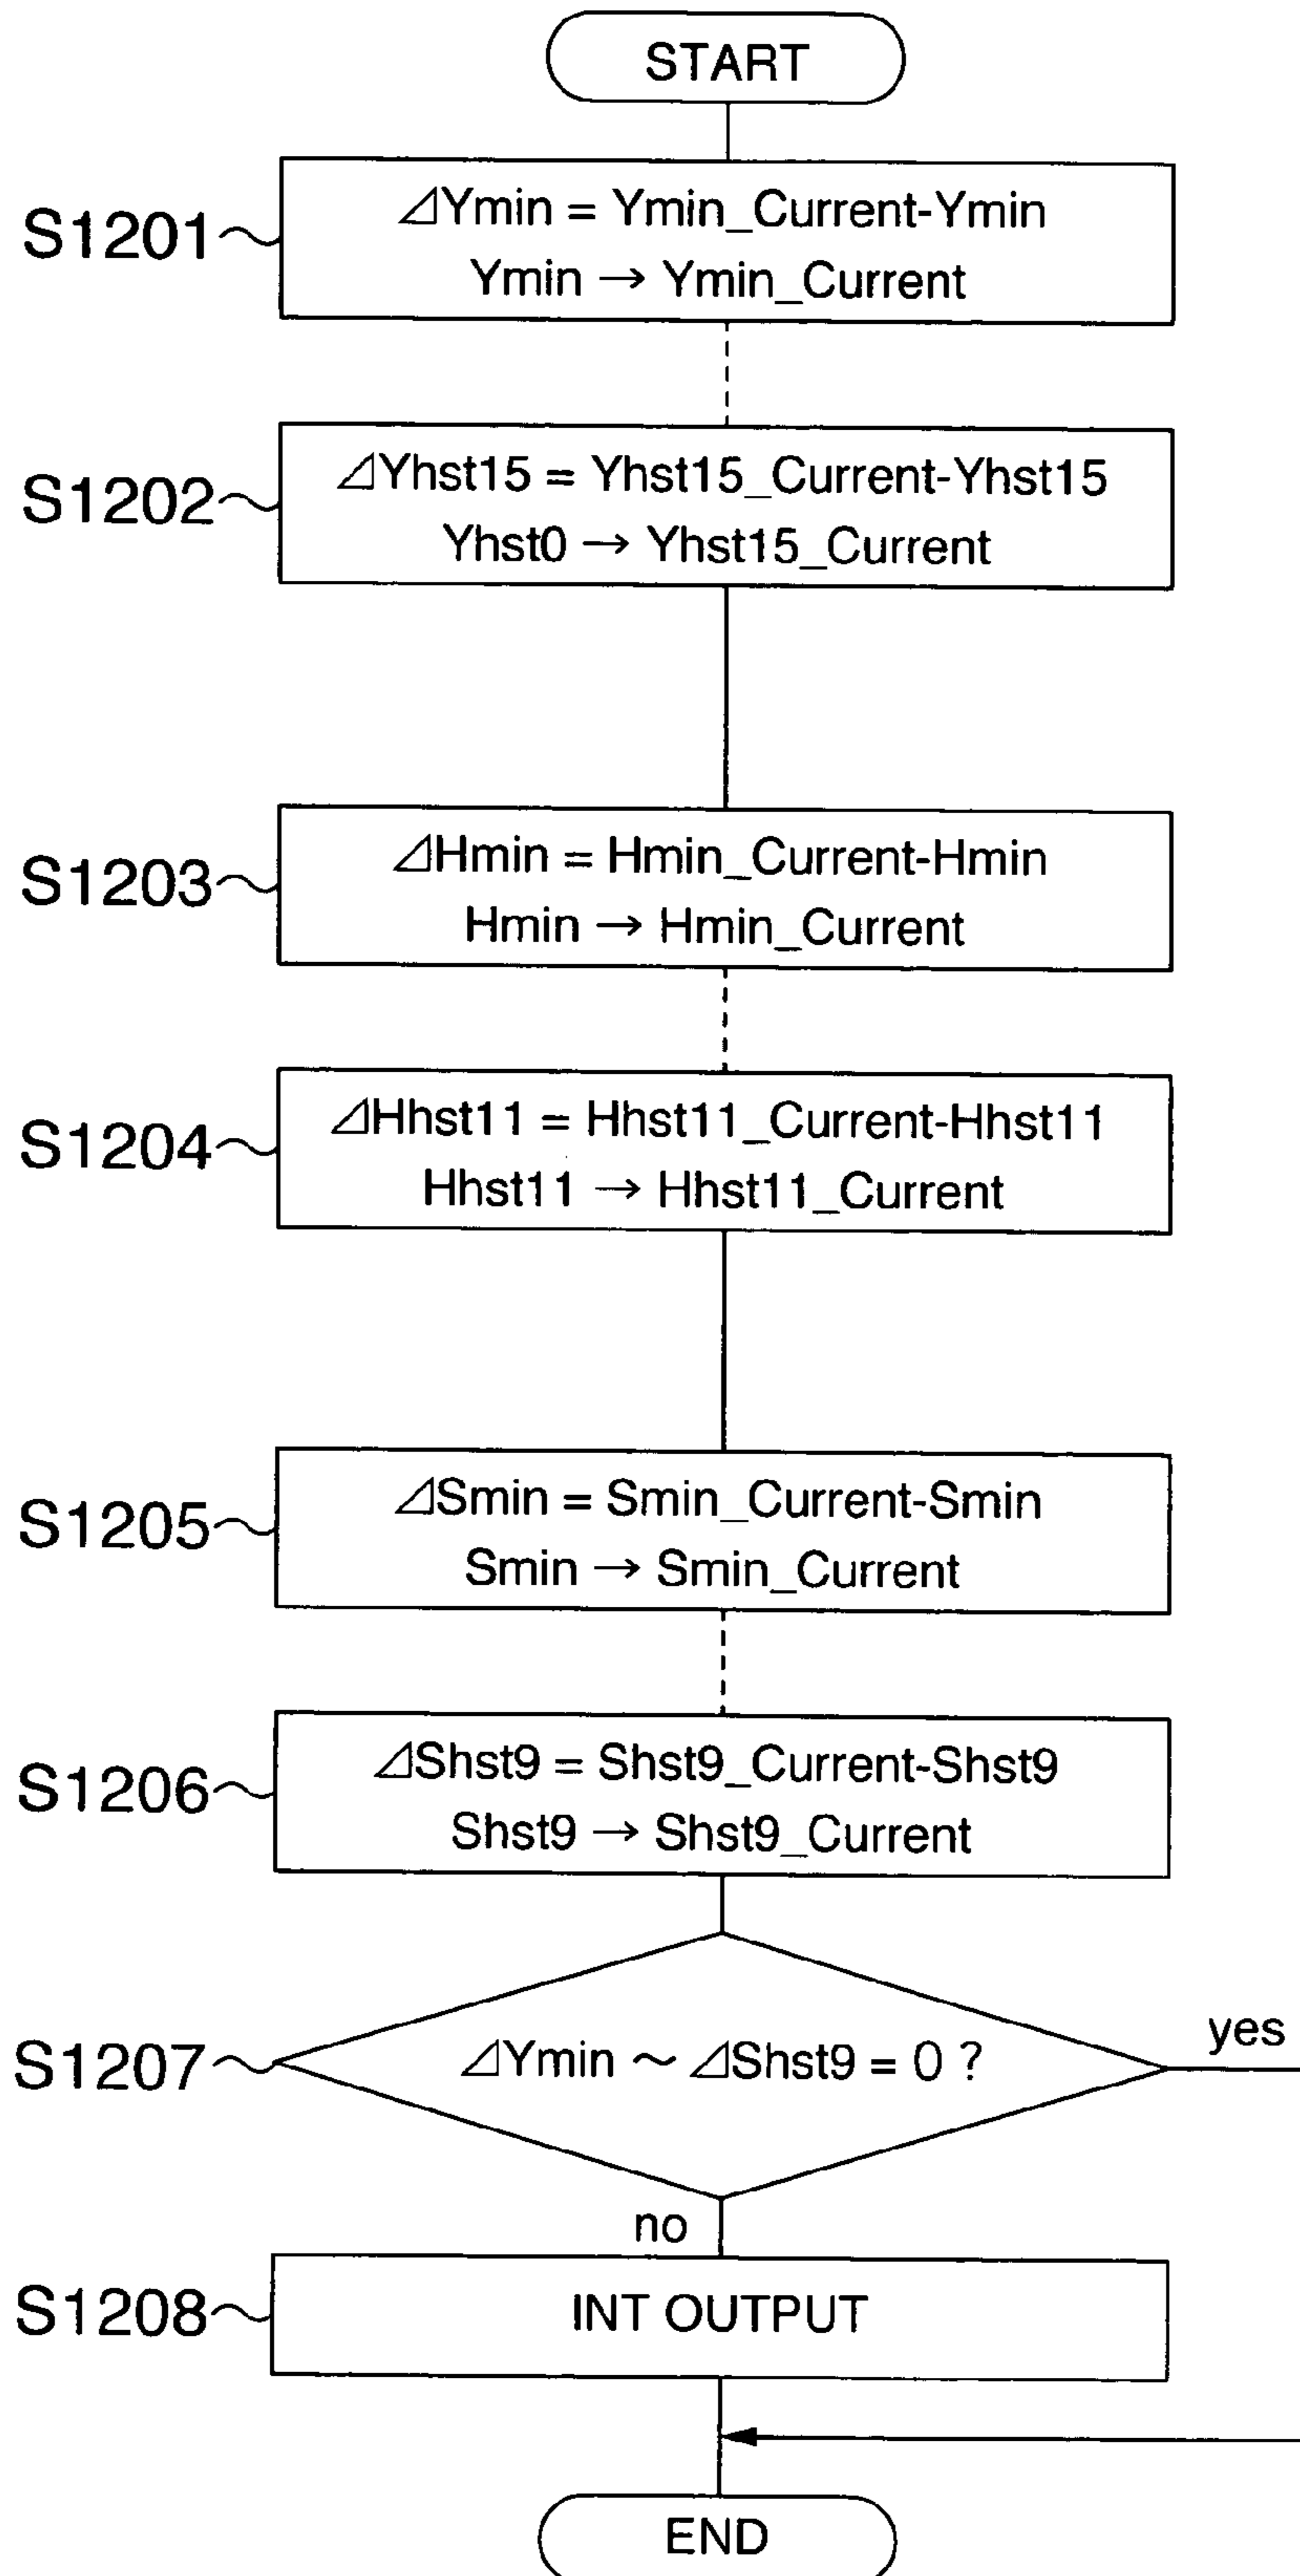 START
S1201
⊿Ymin = Ymin_Current-Ymin
Ymin → Ymin_Current
S1202
⊿Yhst15 = Yhst15_Current-Yhst15
Yhst0 → Yhst15_Current
S1203
⊿Hmin = Hmin_Current-Hmin
Hmin → Hmin_Current
S1204
⊿Hhst11 = Hhst11_Current-Hhst11
Hhst11 → Hhst11_Current
S1205
⊿Smin = Smin_Current-Smin
Smin → Smin_Current
S1206
⊿Shst9 = Shst9_Current-Shst9
Shst9 → Shst9_Current
yes
S1207
⊿Ymin ～ ⊿Shst9 = 0 ?
no
S1208
INT OUTPUT
END